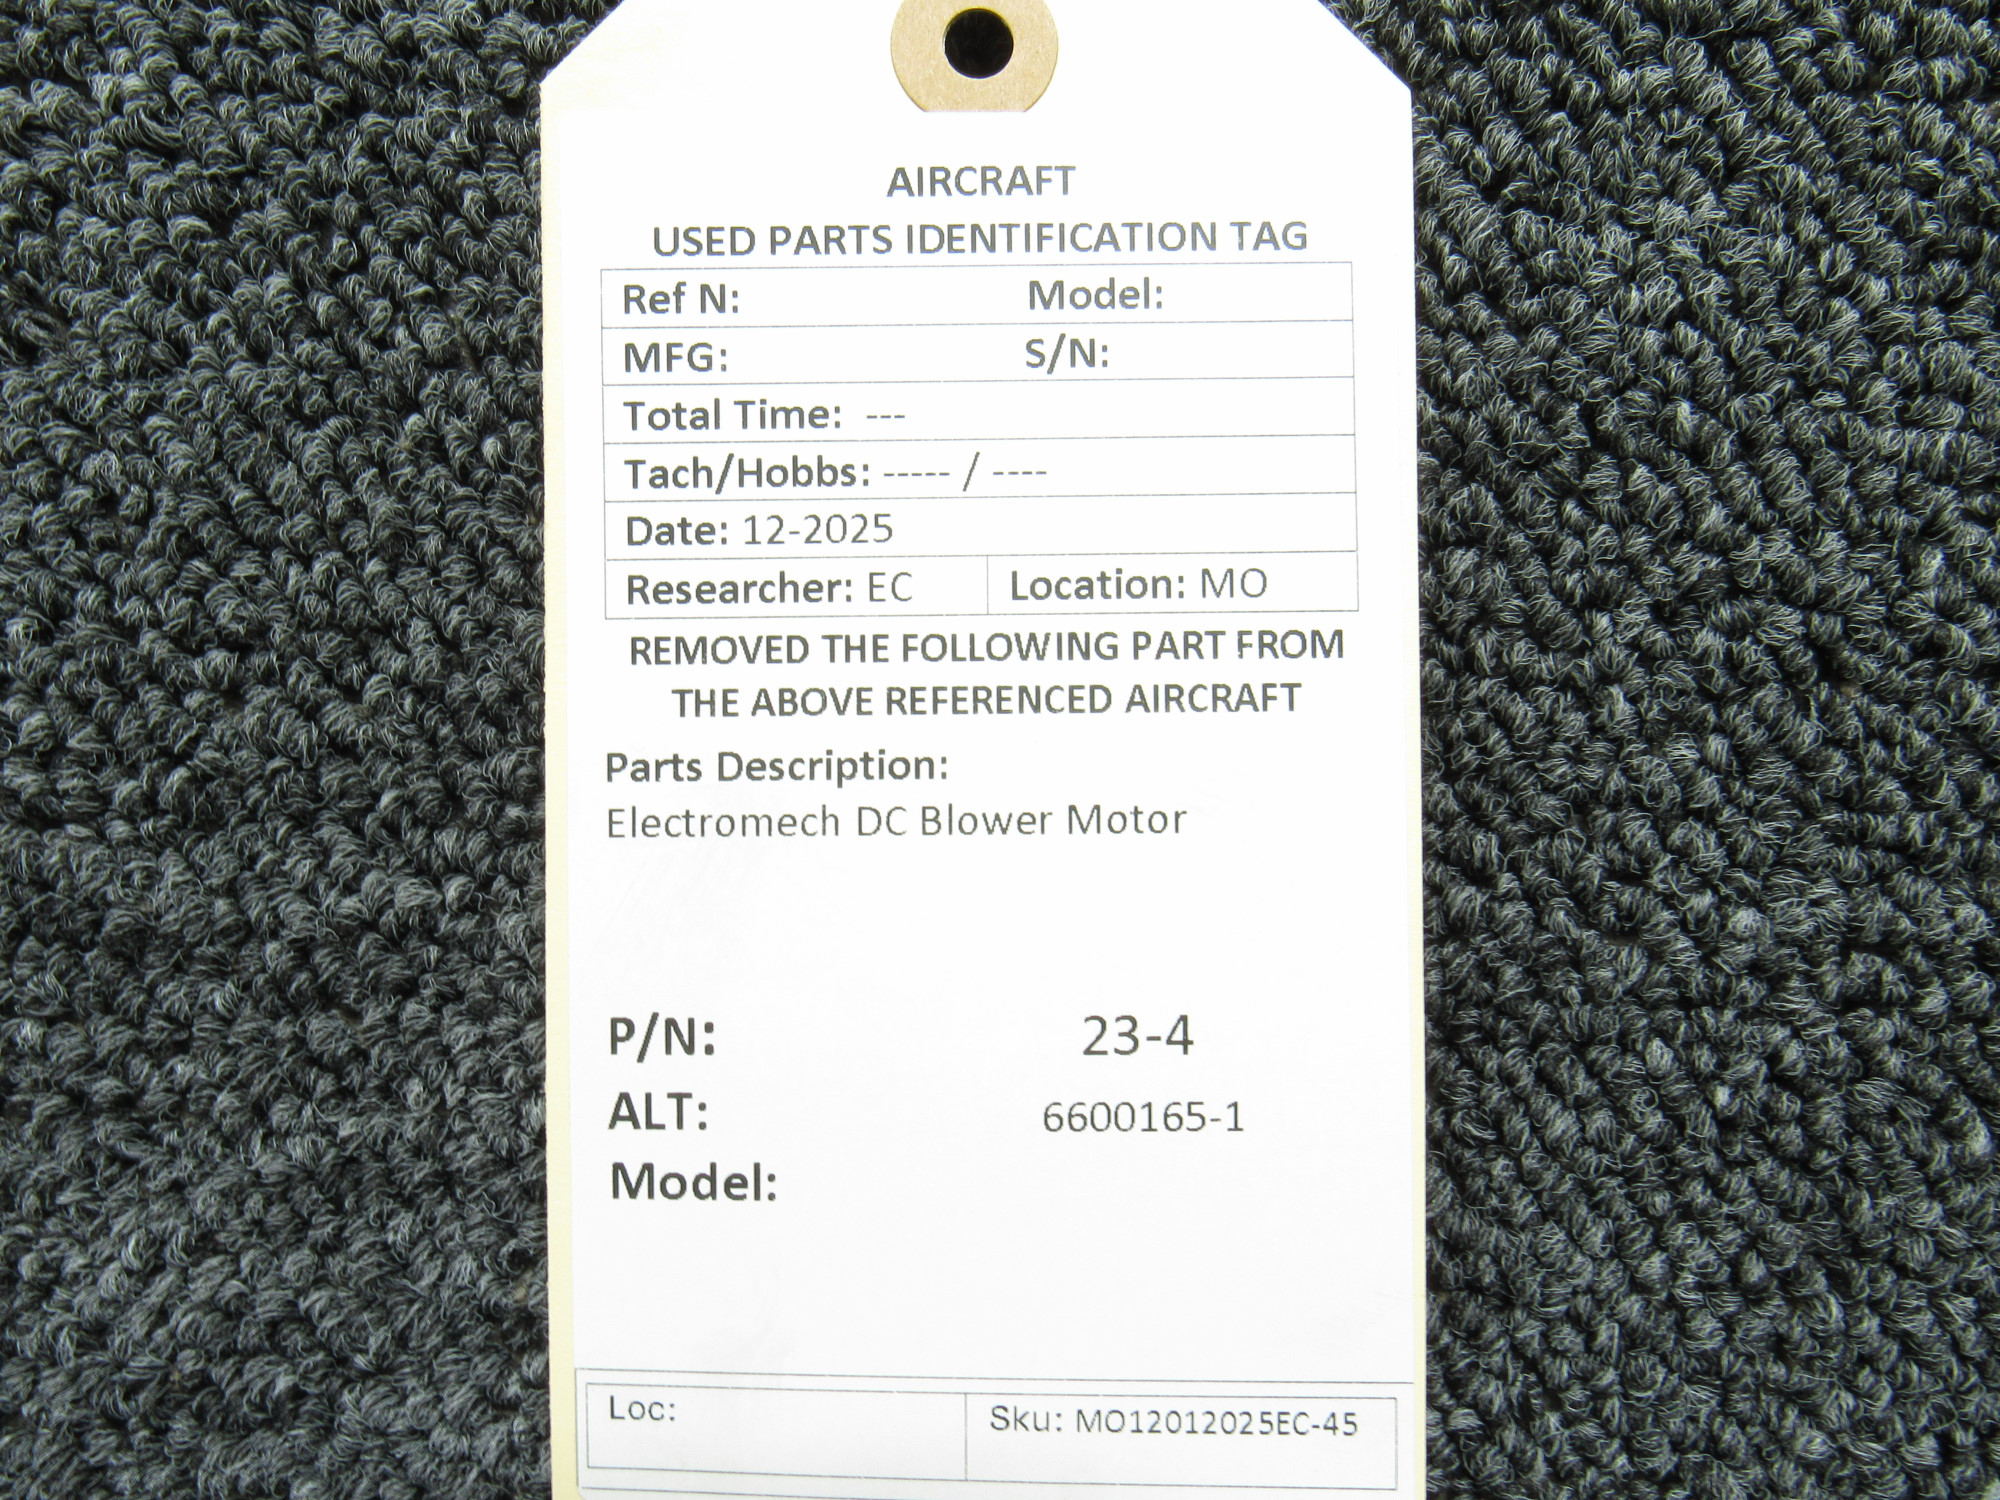 AIRCRAFT
USED PARTS IDENTIFICATION TAG
Ref N: Model:
MFG: S/N:
Total Time: ---
Tach/Hobbs: ----- / ----
Date: 12-2025
Researcher: EC Location: MO
REMOVED THE FOLLOWING PART FROM
THE ABOVE REFERENCED AIRCRAFT
Parts Description:
Electromech DC Blower Motor
P/N: 23-4
ALT: 6600165-1
Model:
Loc: Sku: MO12012025EC-45